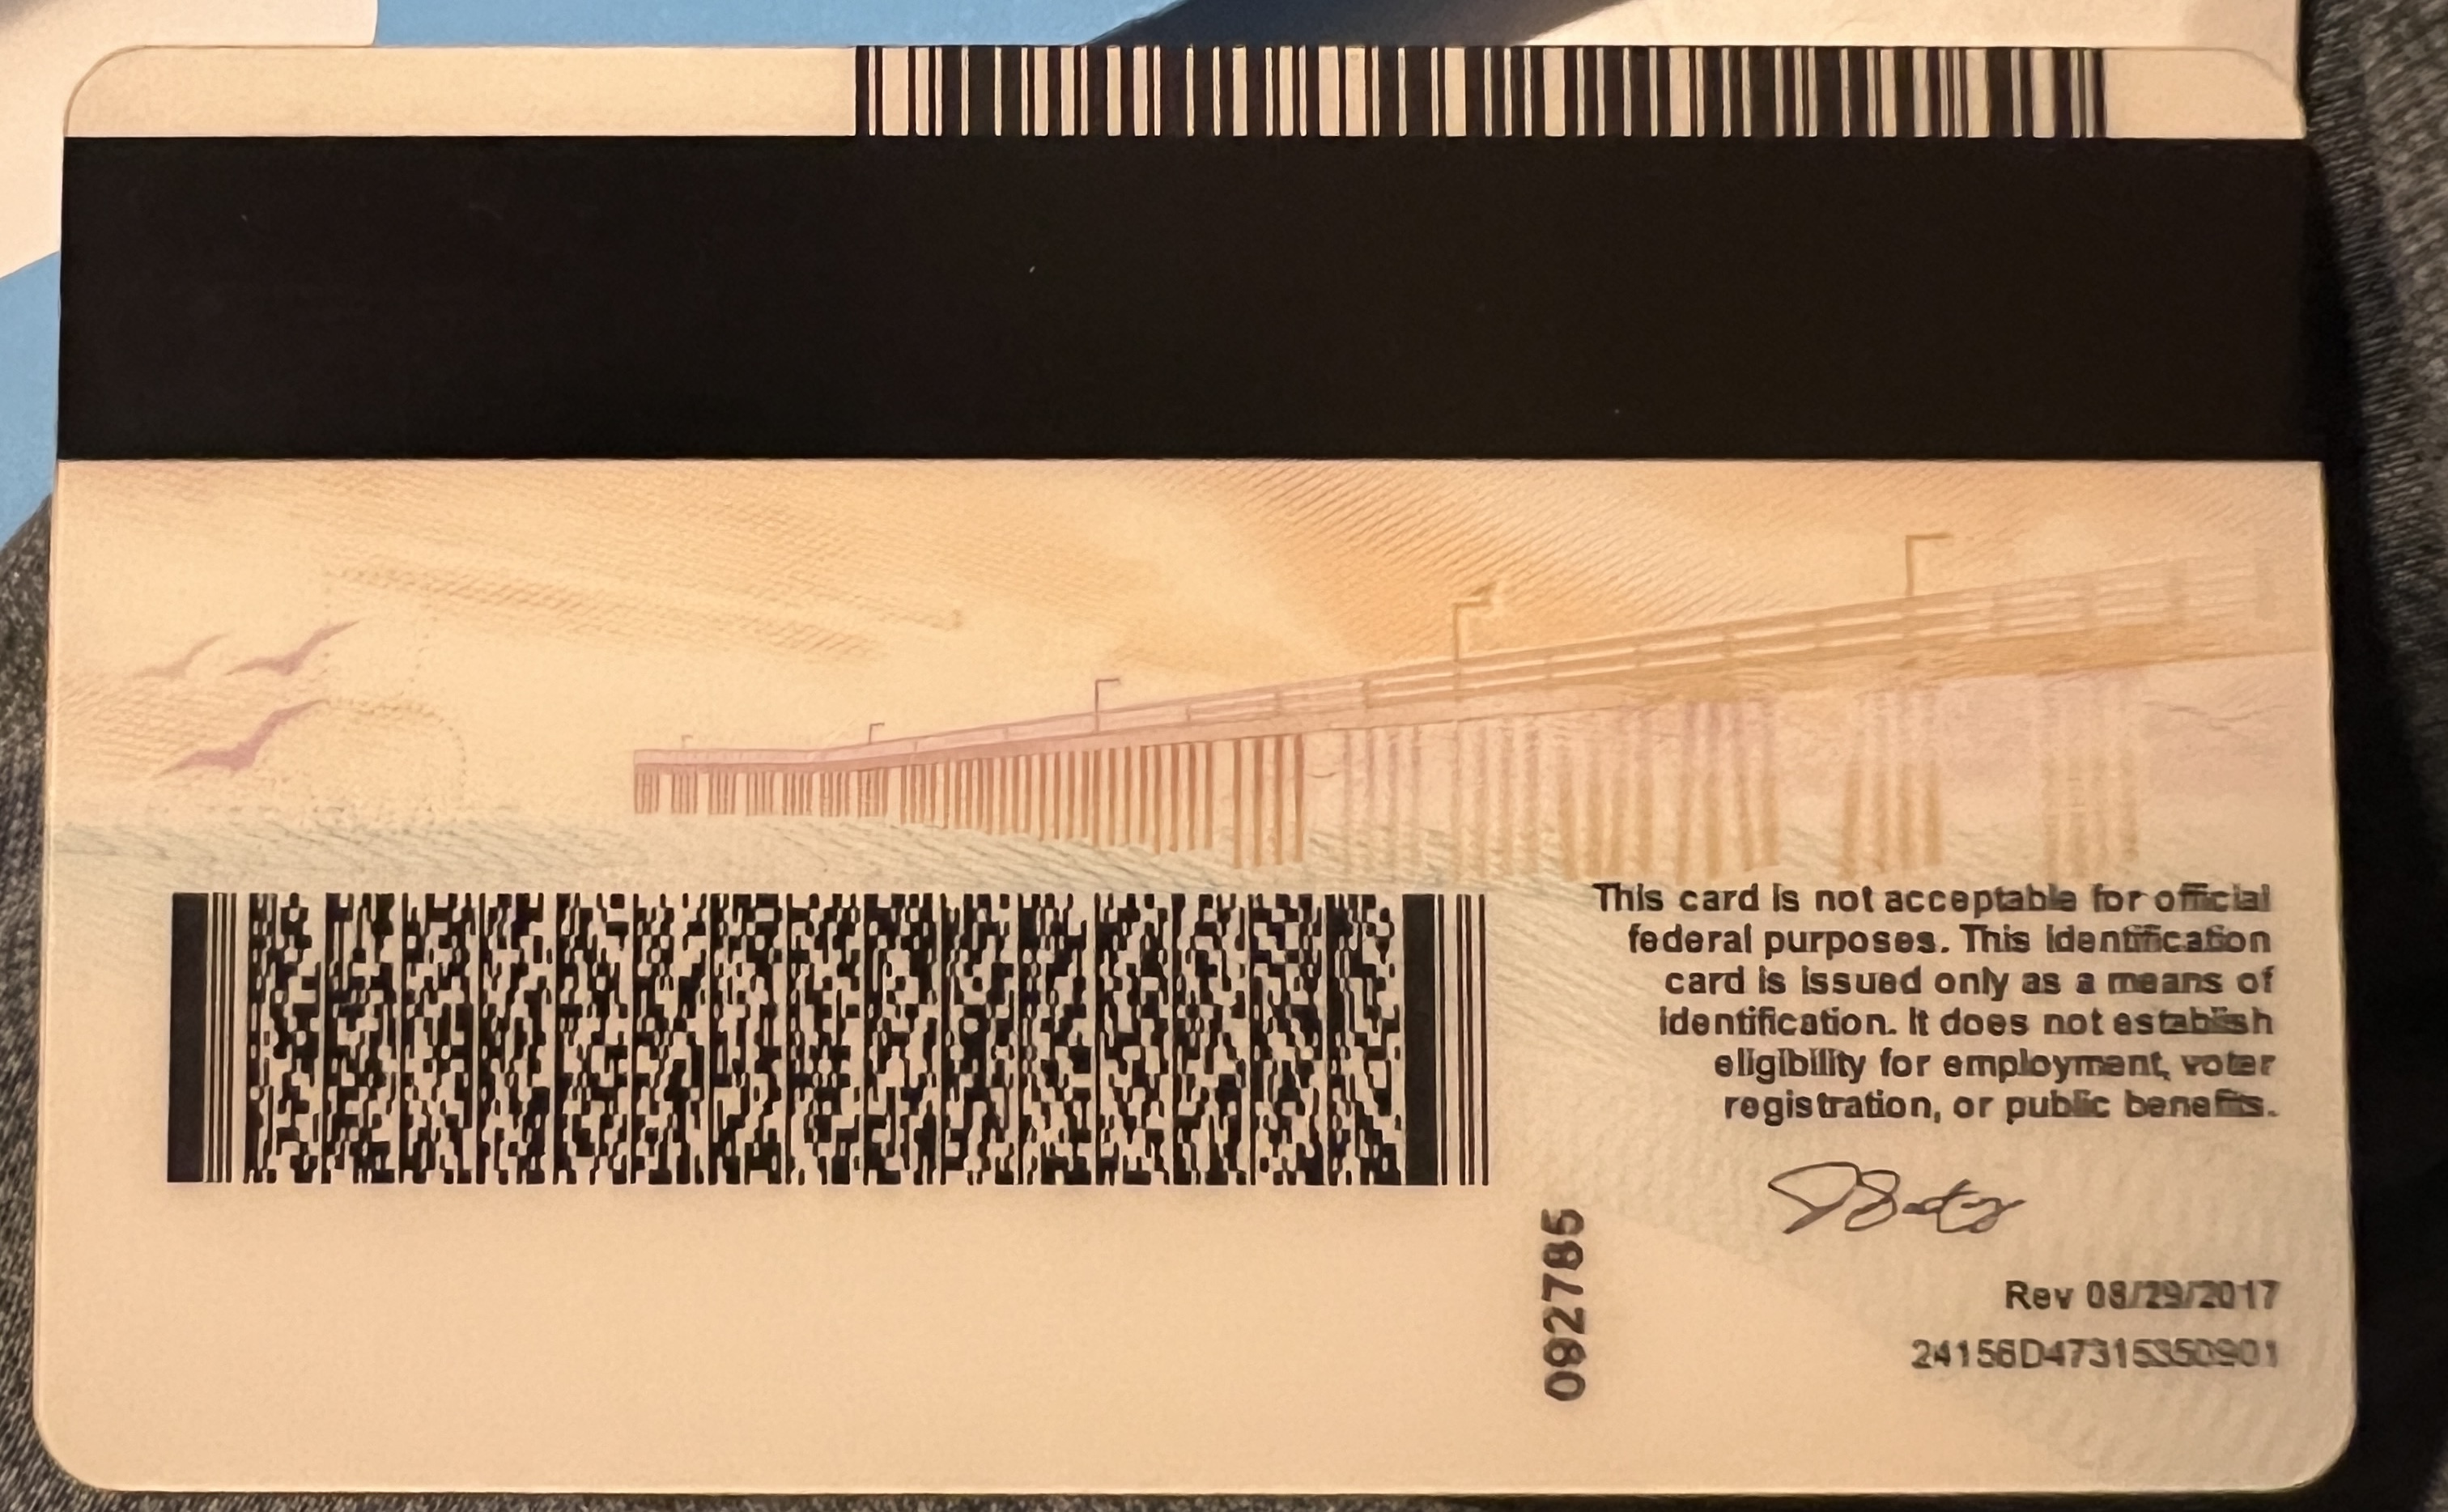 This card is not acceptable for official
federal purposes. This identification
card is issued only as a means of
identification. It does not establish
eligibility for employment, voter
registration, or public benefits.
092785
Rev 08/29/2017